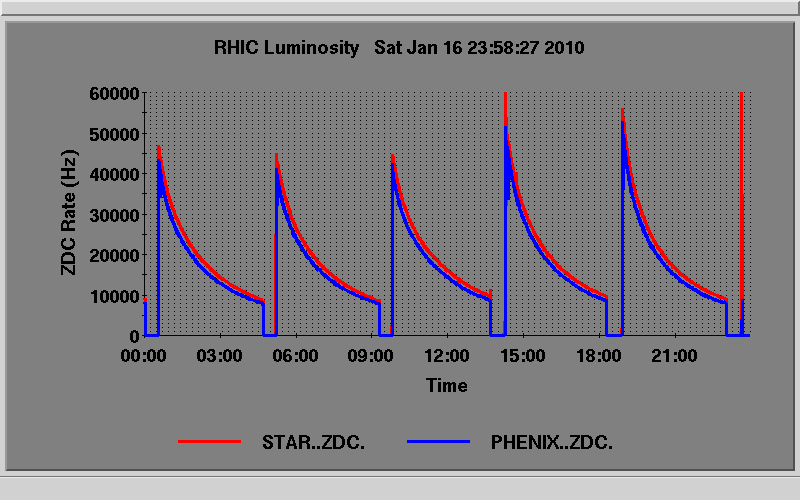 RHIC Luminosity   Sat Jan 16 23:58:27 2010
60000
50000
40000
30000
20000
10000
0
ZDC Rate (Hz)
00:00 03:00 06:00 09:00 12:00 15:00 18:00 21:00
Time
STAR..ZDC. PHENIX..ZDC.